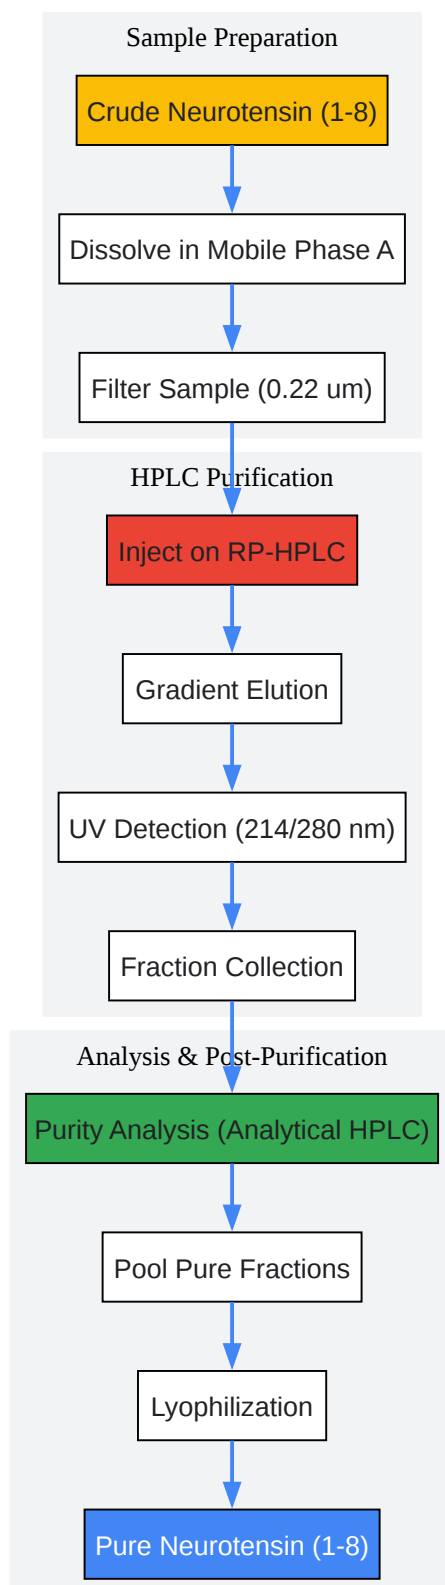 Sample Preparation
Crude Neurotensin (1-8)
Dissolve in Mobile Phase A
Filter Sample (0.22 um)
HPLC Purification
Inject on RP-HPLC
Gradient Elution
UV Detection (214/280 nm)
Fraction Collection
Analysis & Post-Purification
Purity Analysis (Analytical HPLC)
Pool Pure Fractions
Lyophilization
Pure Neurotensin (1-8)